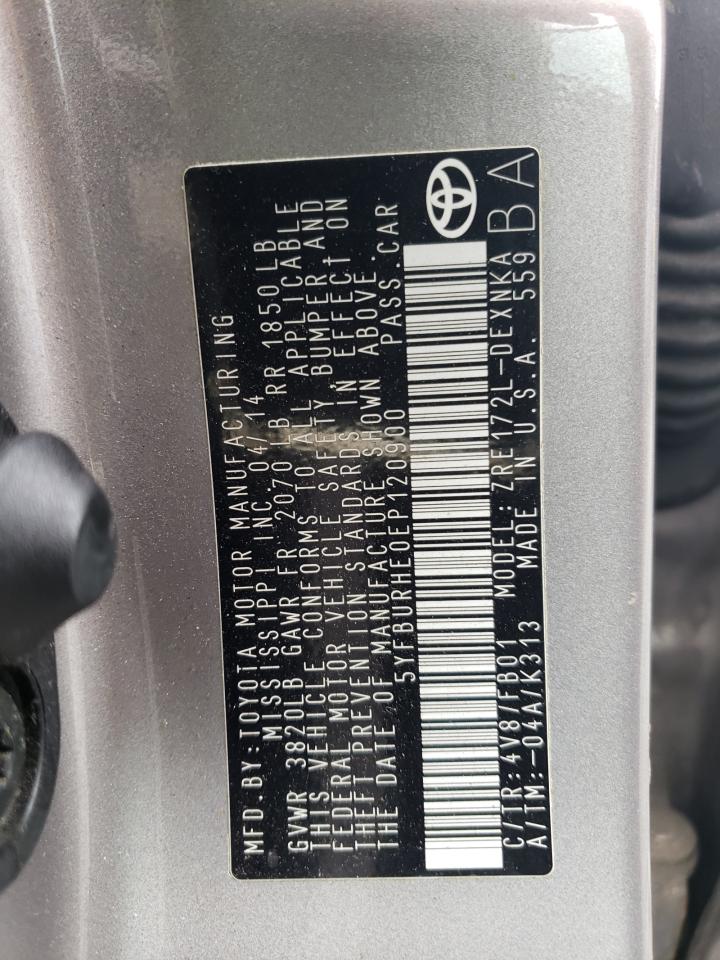 MFD.BY:TOYOTA MOTOR MANUFACTURING
MISSISSIPPI INC.04/14
GVWR 3820LB GAWR FR 2070 LB RR 1850LB
THIS VEHICLE CONFORMS TO ALL APPLICABLE
FEDERAL MOTOR VEHICLE SAFETY,BUMPER AND
THEFT PREVENTION STANDARDS IN EFFECT ON
THE DATE OF MANUFACTURE SHOWN ABOVE.
5YFBURHE0EP120900 PASS.CAR
C/TR:4V8/FB01 MODEL:ZRE172L-DEXNKA
A/TM:-04A/K313 MADE IN U.S.A. 559 BA